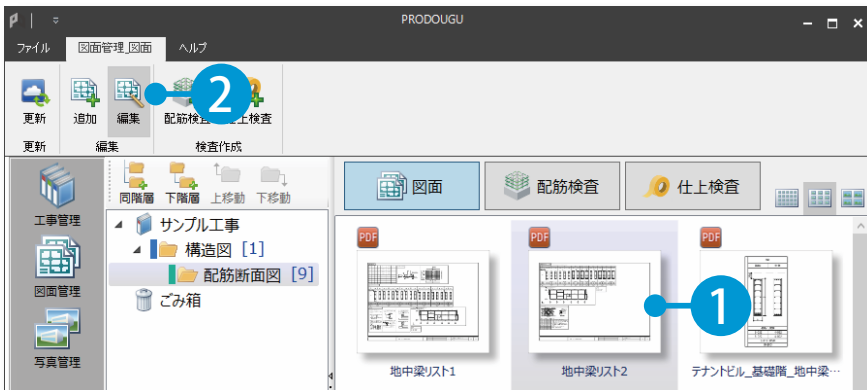 PRODOUGU
ファイル 図面管理_図面 ヘルプ
2
更新 追加 編集 配筋検査 仕上検査
更新 編集 検査作成
同階層 下階層 上移動 下移動
図面 配筋検査 仕上検査
工事管理
図面管理
写真管理
サンプル工事
構造図 [1]
配筋断面図 [9]
ごみ箱
PDF PDF PDF
1
地中梁リスト1 地中梁リスト2 テナントビル_基礎階_地中梁…